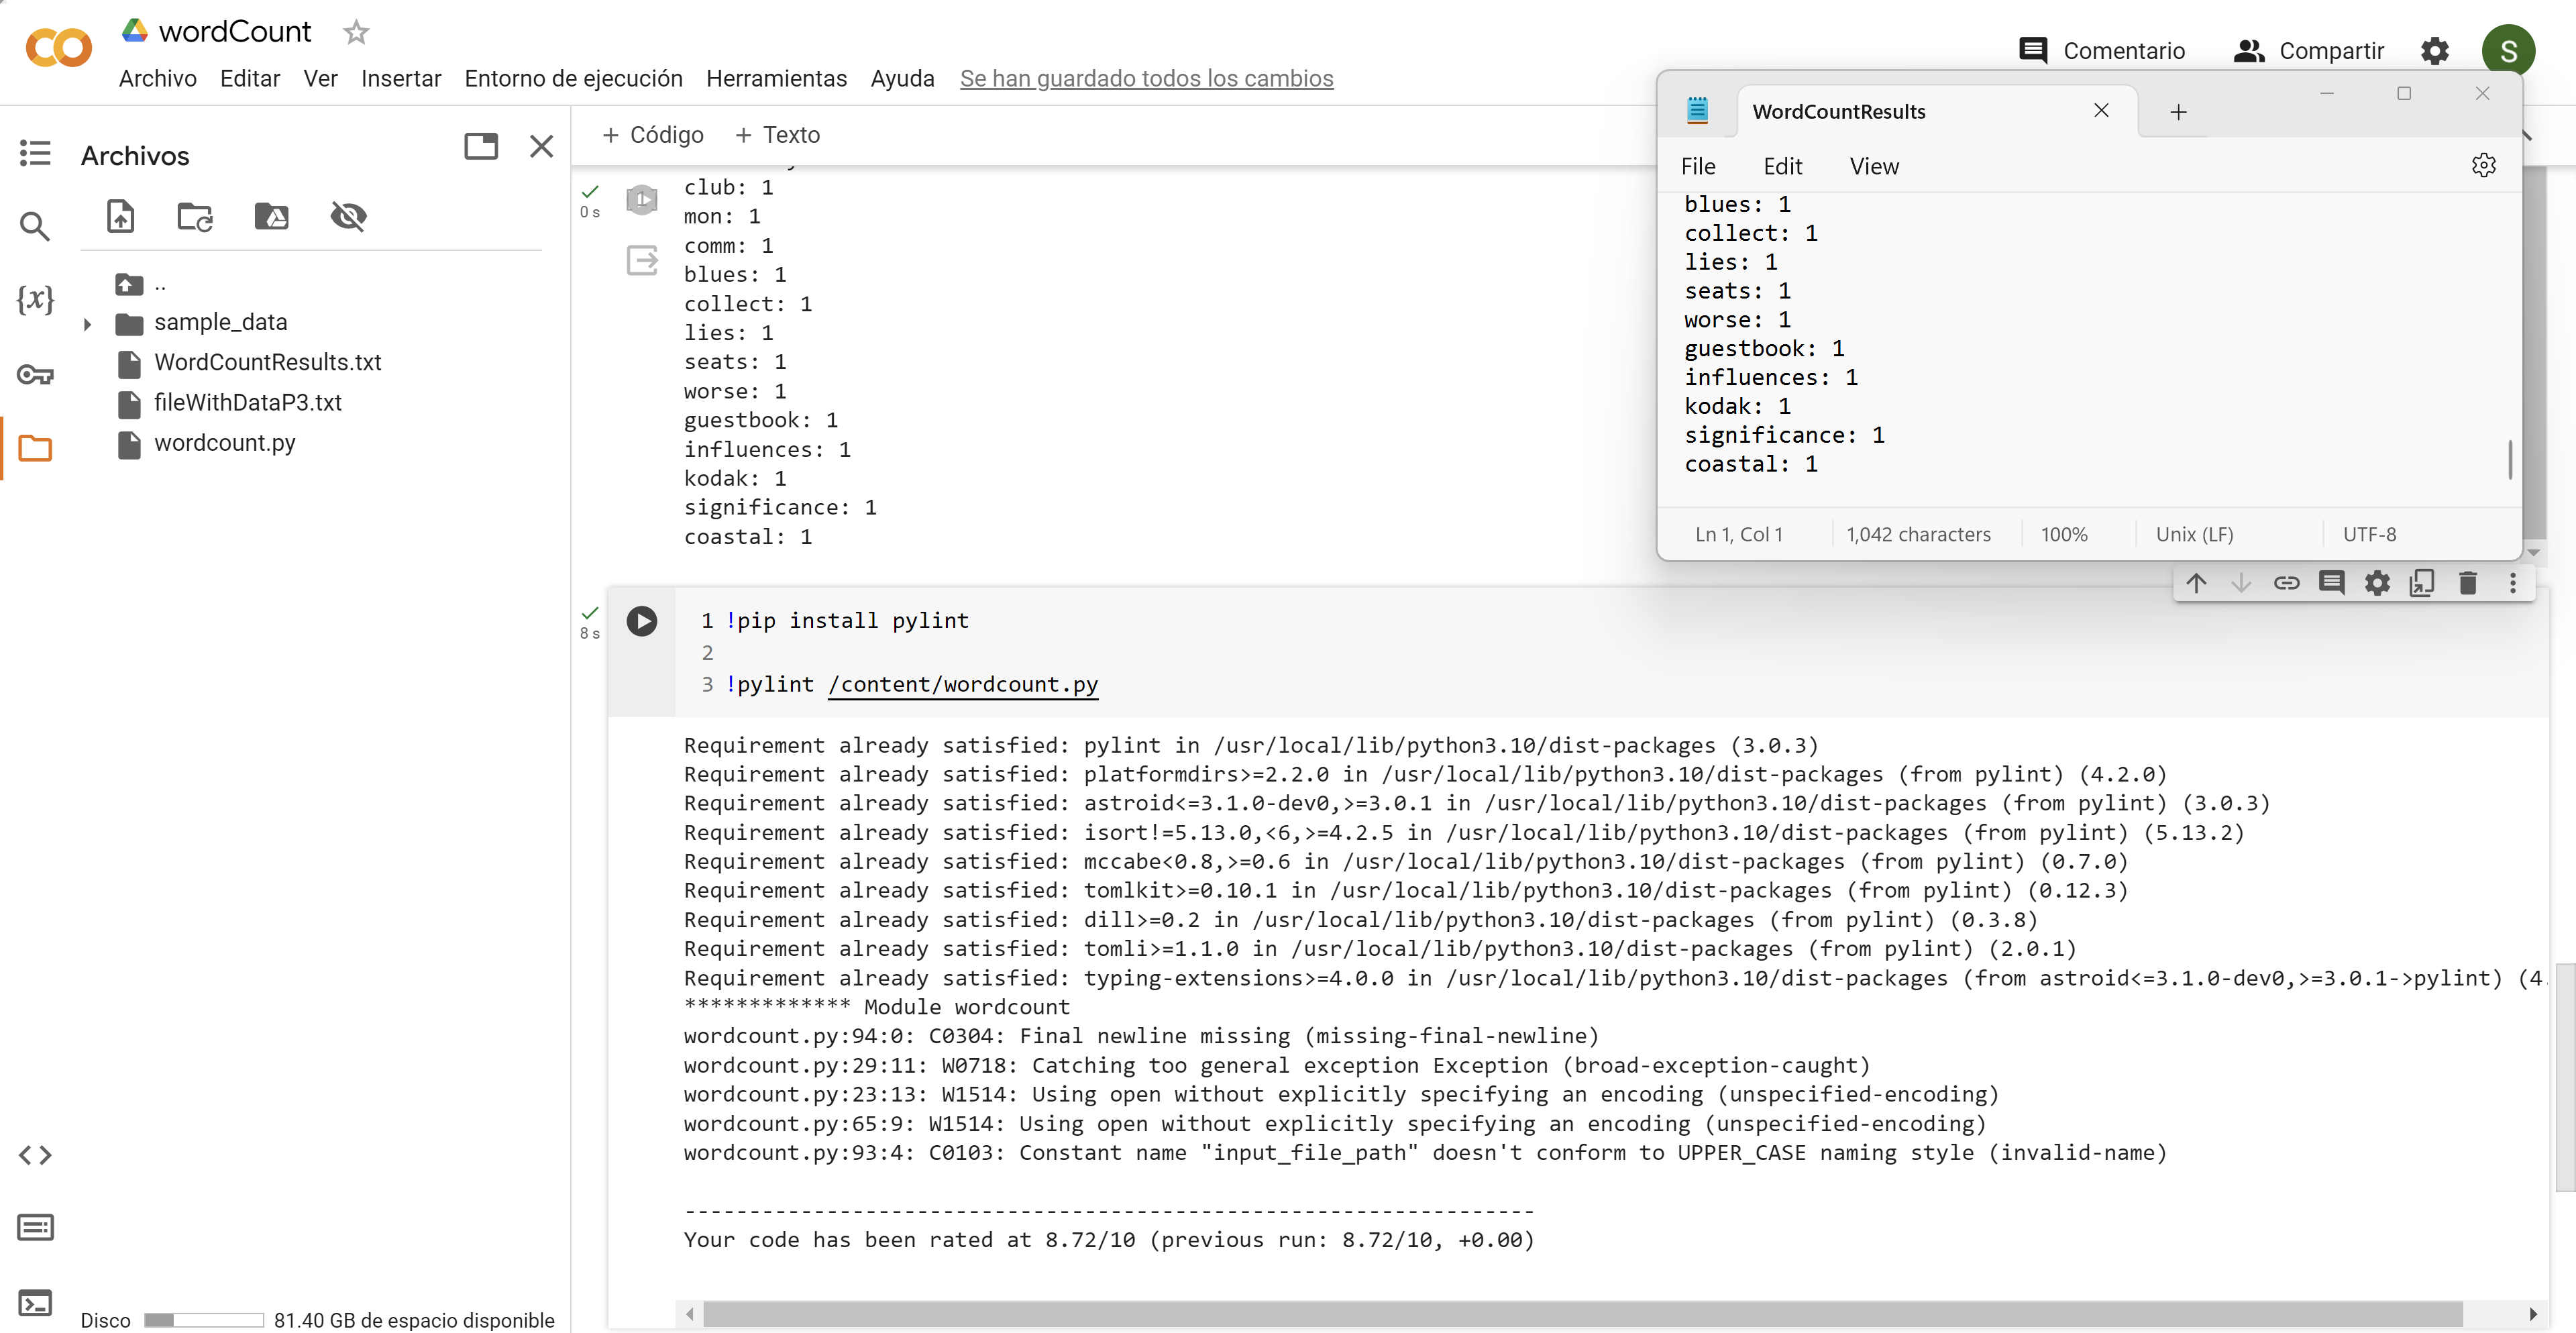 wordCount
Archivo Editar Ver Insertar Entorno de ejecución Herramientas Ayuda Se han guardado todos los cambios
Comentario Compartir S
Archivos
..
sample_data
WordCountResults.txt
fileWithDataP3.txt
wordcount.py
Disco 81.40 GB de espacio disponible
+ Código + Texto
0 s
club: 1
mon: 1
comm: 1
blues: 1
collect: 1
lies: 1
seats: 1
worse: 1
guestbook: 1
influences: 1
kodak: 1
significance: 1
coastal: 1
WordCountResults
File Edit View
blues: 1
collect: 1
lies: 1
seats: 1
worse: 1
guestbook: 1
influences: 1
kodak: 1
significance: 1
coastal: 1
Ln 1, Col 1 1,042 characters 100% Unix (LF) UTF-8
8 s
1 !pip install pylint
2
3 !pylint /content/wordcount.py
Requirement already satisfied: pylint in /usr/local/lib/python3.10/dist-packages (3.0.3)
Requirement already satisfied: platformdirs>=2.2.0 in /usr/local/lib/python3.10/dist-packages (from pylint) (4.2.0)
Requirement already satisfied: astroid<=3.1.0-dev0,>=3.0.1 in /usr/local/lib/python3.10/dist-packages (from pylint) (3.0.3)
Requirement already satisfied: isort!=5.13.0,<6,>=4.2.5 in /usr/local/lib/python3.10/dist-packages (from pylint) (5.13.2)
Requirement already satisfied: mccabe<0.8,>=0.6 in /usr/local/lib/python3.10/dist-packages (from pylint) (0.7.0)
Requirement already satisfied: tomlkit>=0.10.1 in /usr/local/lib/python3.10/dist-packages (from pylint) (0.12.3)
Requirement already satisfied: dill>=0.2 in /usr/local/lib/python3.10/dist-packages (from pylint) (0.3.8)
Requirement already satisfied: tomli>=1.1.0 in /usr/local/lib/python3.10/dist-packages (from pylint) (2.0.1)
Requirement already satisfied: typing-extensions>=4.0.0 in /usr/local/lib/python3.10/dist-packages (from astroid<=3.1.0-dev0,>=3.0.1->pylint) (4.
************* Module wordcount
wordcount.py:94:0: C0304: Final newline missing (missing-final-newline)
wordcount.py:29:11: W0718: Catching too general exception Exception (broad-exception-caught)
wordcount.py:23:13: W1514: Using open without explicitly specifying an encoding (unspecified-encoding)
wordcount.py:65:9: W1514: Using open without explicitly specifying an encoding (unspecified-encoding)
wordcount.py:93:4: C0103: Constant name "input_file_path" doesn't conform to UPPER_CASE naming style (invalid-name)
------------------------------------------------------------------
Your code has been rated at 8.72/10 (previous run: 8.72/10, +0.00)